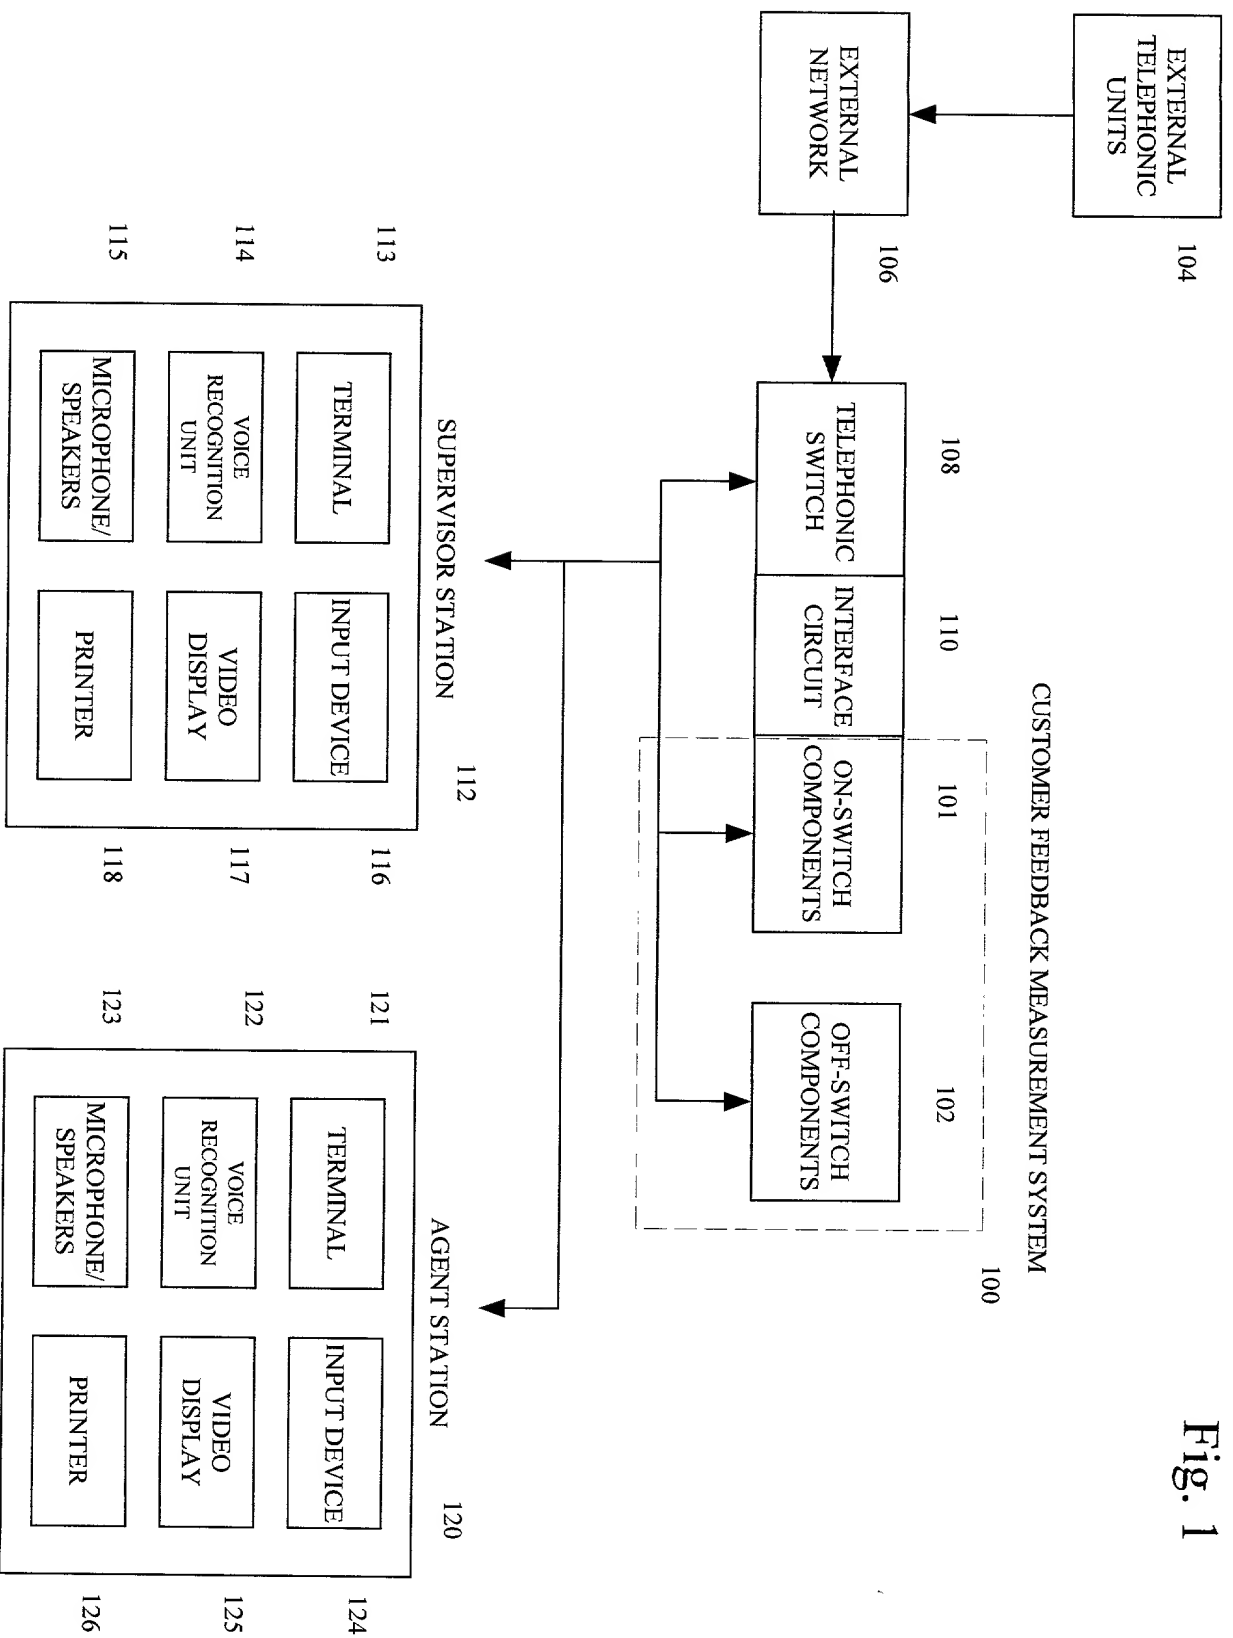 Fig. 1
EXTERNAL
TELEPHONIC
UNITS
104
EXTERNAL
NETWORK
106
CUSTOMER FEEDBACK MEASUREMENT SYSTEM
100
108
110
101
102
TELEPHONIC
SWITCH
INTERFACE
CIRCUIT
ON-SWITCH
COMPONENTS
OFF-SWITCH
COMPONENTS
SUPERVISOR STATION
112
113
TERMINAL
INPUT DEVICE
116
114
VOICE
RECOGNITION
UNIT
VIDEO
DISPLAY
117
115
MICROPHONE/
SPEAKERS
PRINTER
118
AGENT STATION
120
121
TERMINAL
INPUT DEVICE
124
122
VOICE
RECOGNITION
UNIT
VIDEO
DISPLAY
125
123
MICROPHONE/
SPEAKERS
PRINTER
126